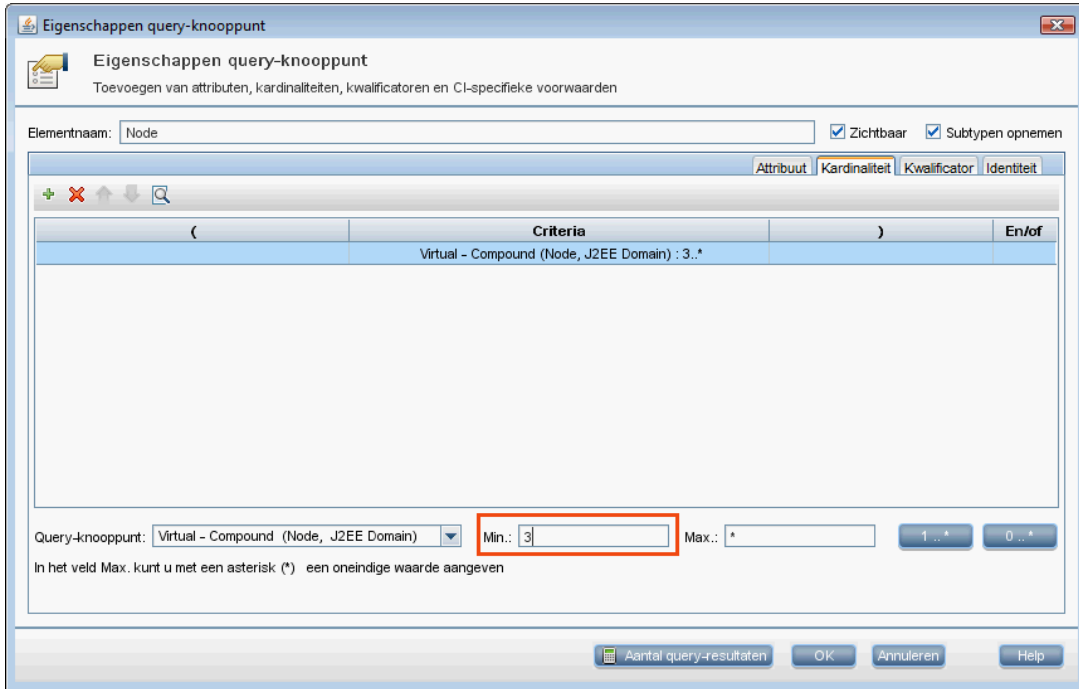 Eigenschappen query-knooppunt
Eigenschappen query-knooppunt
Toevoegen van attributen, kardinaliteiten, kwalificatoren en CI-specifieke voorwaarden
Elementnaam: Node Zichtbaar Subtypen opnemen
Attribuut Kardinaliteit Kwalificator Identiteit
( Criteria ) En/of
Virtual - Compound (Node, J2EE Domain) : 3..*
Query-knooppunt: Virtual - Compound (Node, J2EE Domain) Min.: 3 Max.: * 1 ..* 0 ..*
In het veld Max. kunt u met een asterisk (*) een oneindige waarde aangeven
Aantal query-resultaten OK Annuleren Help